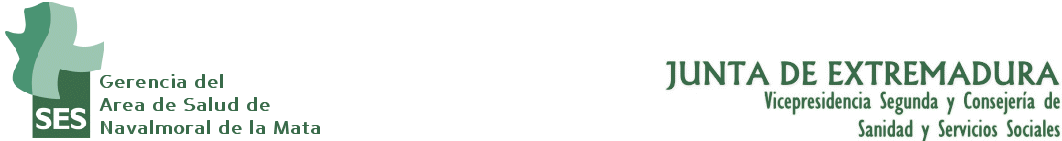 SES
Gerencia del
Area de Salud de
Navalmoral de la Mata
JUNTA DE EXTREMADURA
Vicepresidencia Segunda y Consejería de
Sanidad y Servicios Sociales